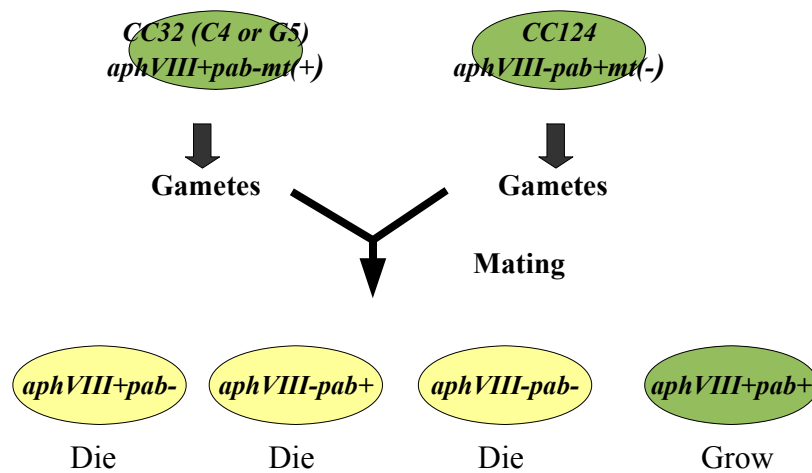 CC32 (C4 or G5)
aphVIII+pab-mt(+)
CC124
aphVIII-pab+mt(-)
Gametes
Gametes
Mating
aphVIII+pab-
aphVIII-pab+
aphVIII-pab-
aphVIII+pab+
Die
Die
Die
Grow